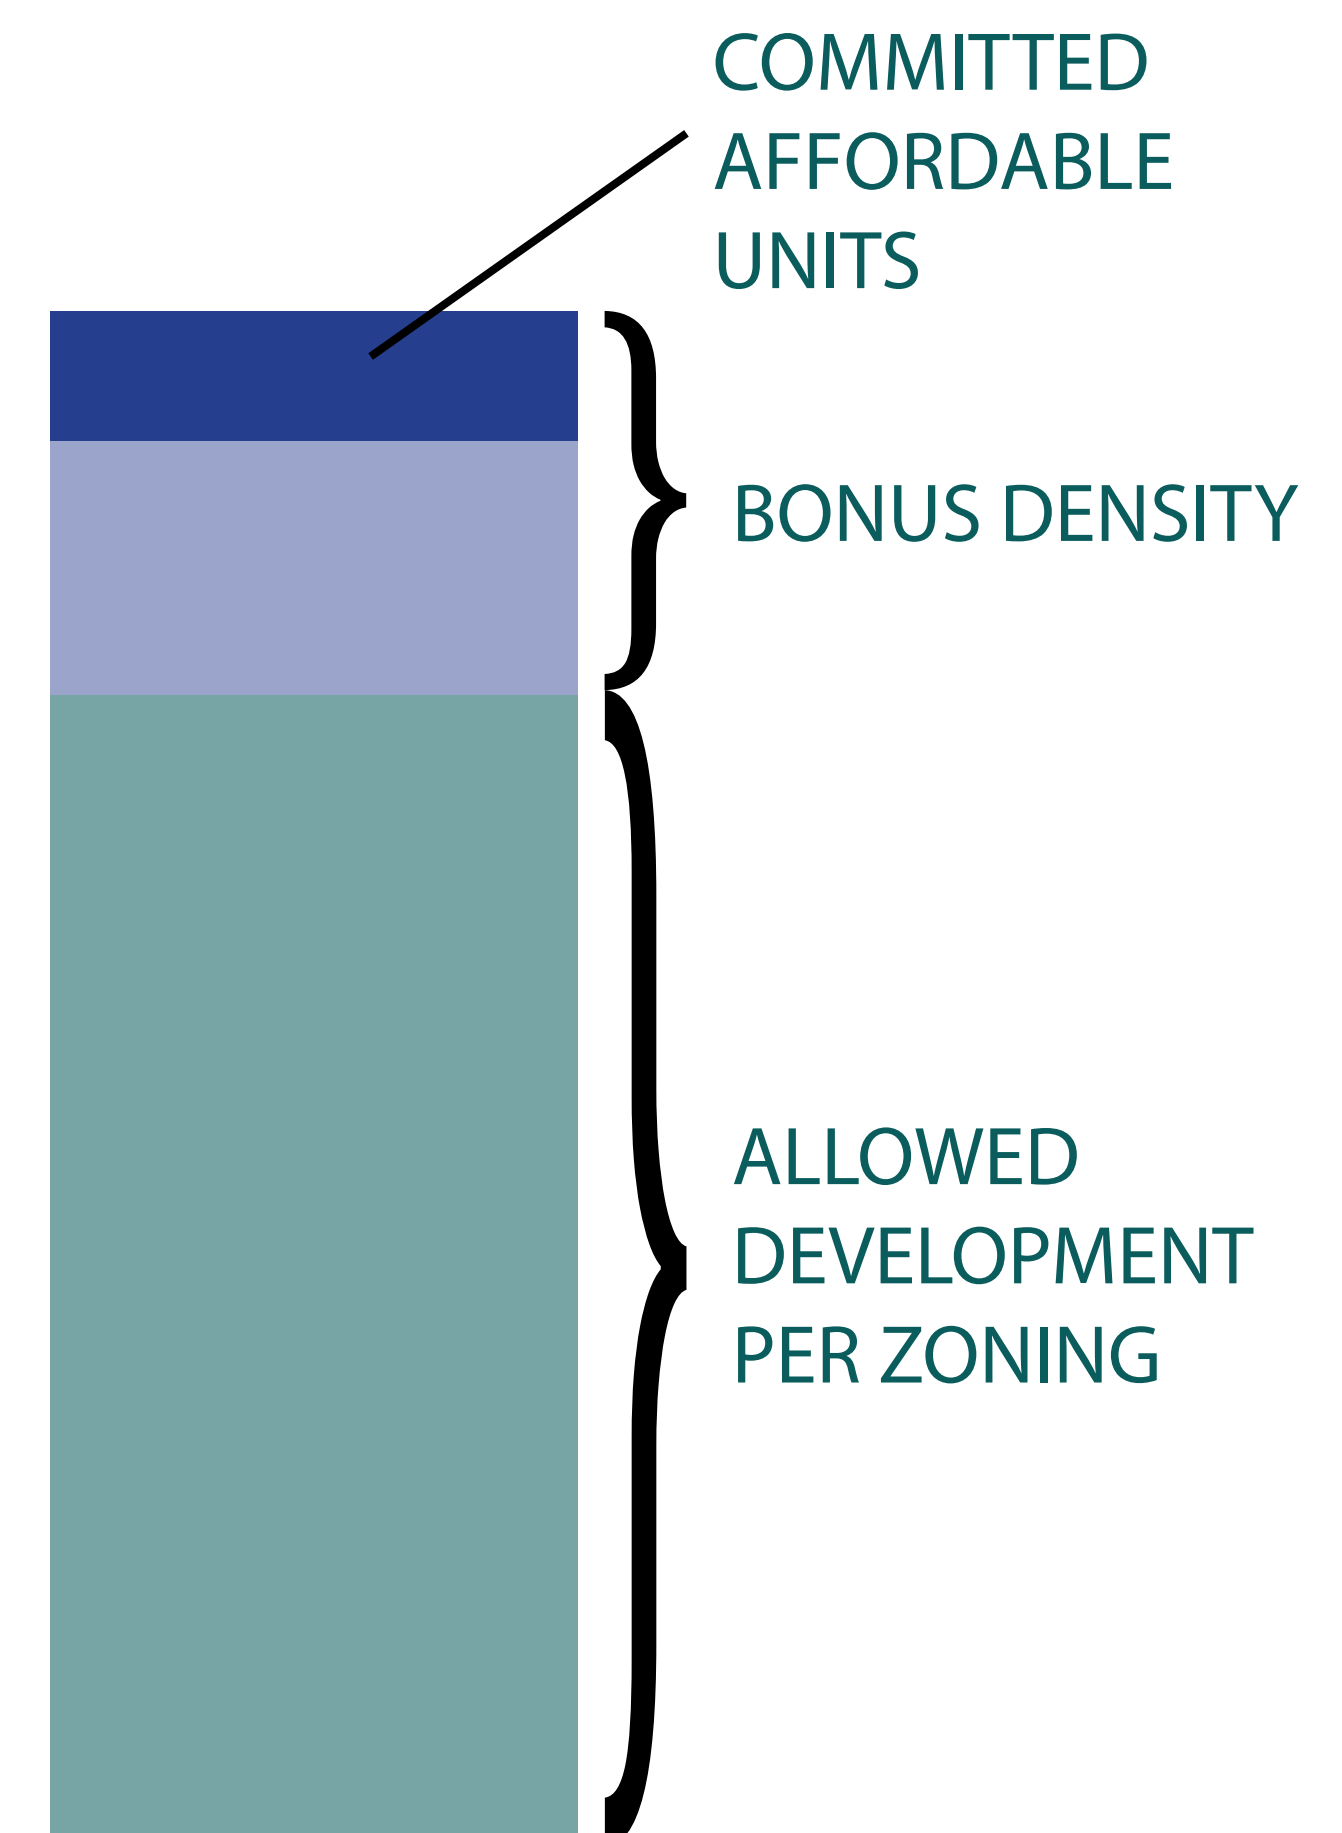 COMMITTED
AFFORDABLE
UNITS
BONUS DENSITY
ALLOWED
DEVELOPMENT
PER ZONING